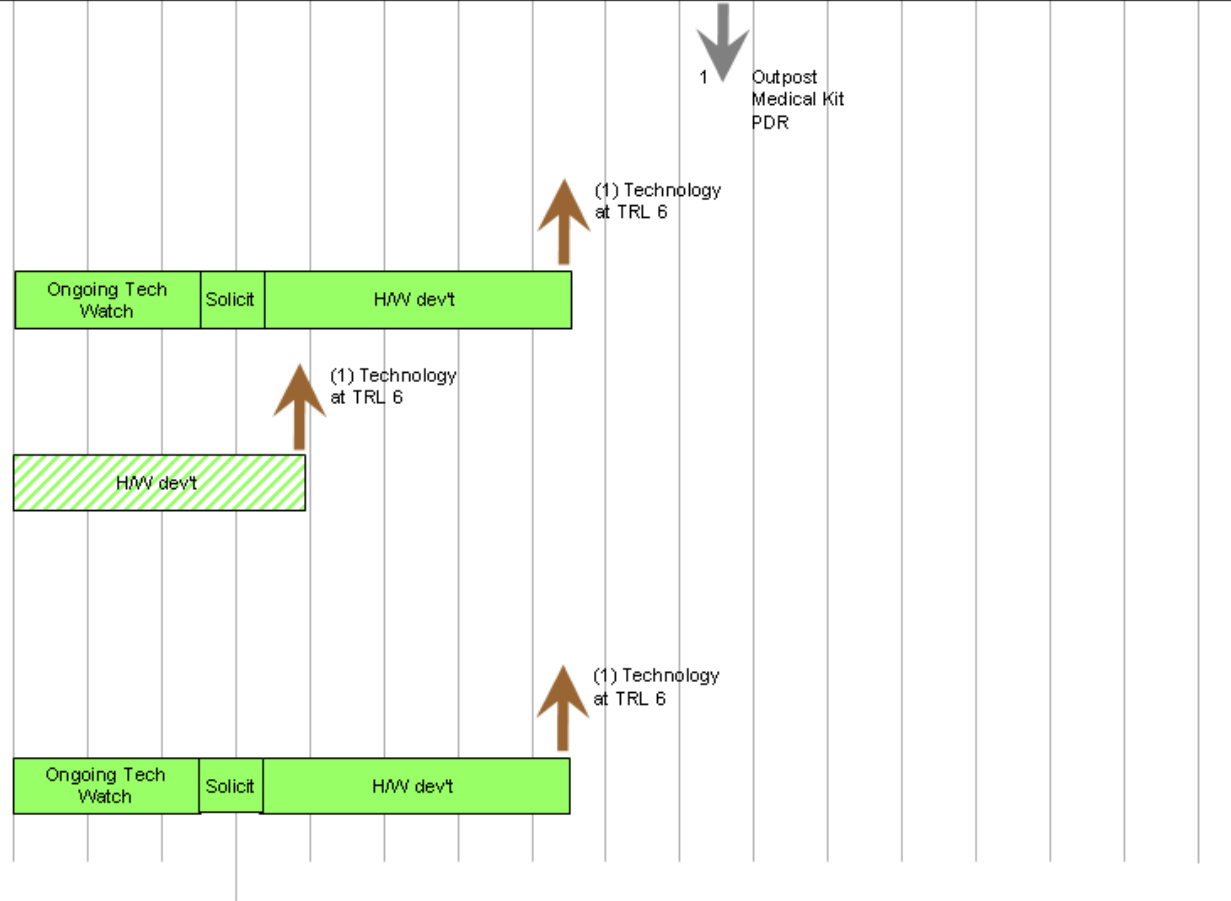 1
Outpost
Medical Kit
PDR
(1) Technology
at TRL 6
Ongoing Tech
Watch
Solicit
H/W dev't
(1) Technology
at TRL 6
H/W dev't
(1) Technology
at TRL 6
Ongoing Tech
Watch
Solicit
H/W dev't